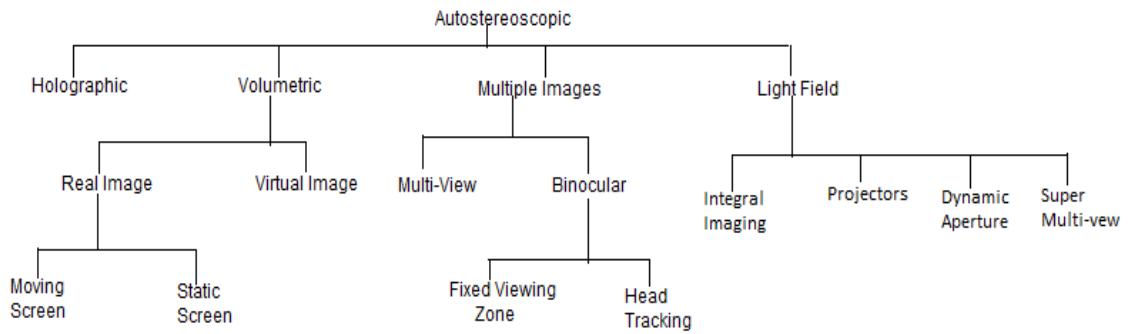 Autostereoscopic
Holographic
Volumetric
Multiple Images
Light Field
Real Image
Virtual Image
Multi-View
Binocular
Integral
Imaging
Projectors
Dynamic
Aperture
Super
Multi-vew
Moving
Screen
Static
Screen
Fixed Viewing
Zone
Head
Tracking